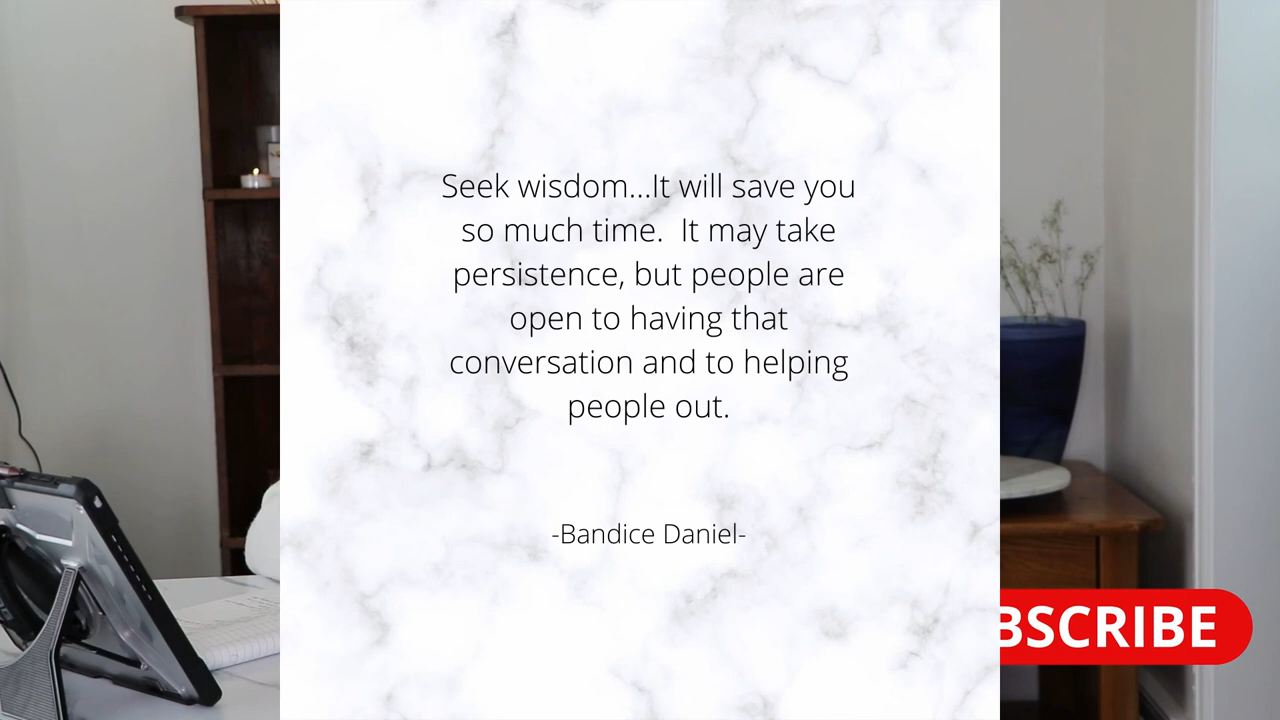 Seek wisdom...It will save you
so much time.  It may take
persistence, but people are
open to having that
conversation and to helping
people out.
-Bandice Daniel-
BSCRIBE